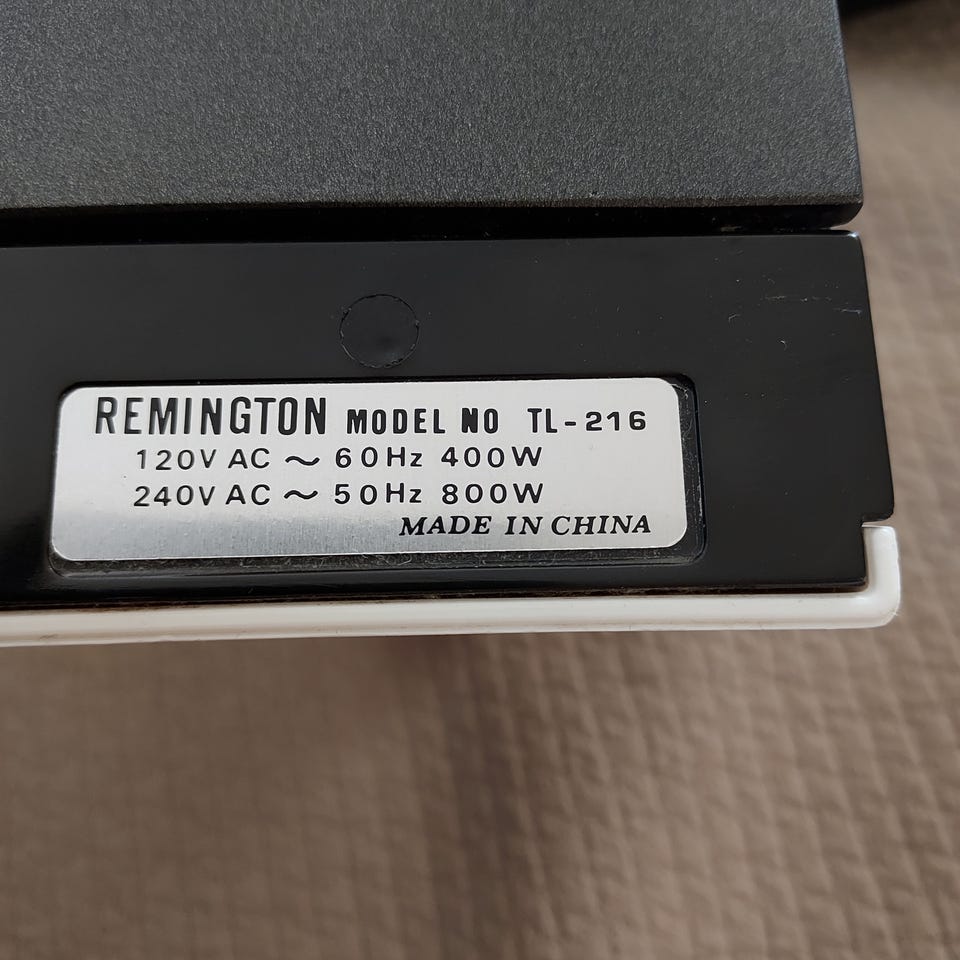 REMINGTON MODEL NO TL-216
120V AC ~ 60Hz 400W
240V AC ~ 50Hz 800W
MADE IN CHINA